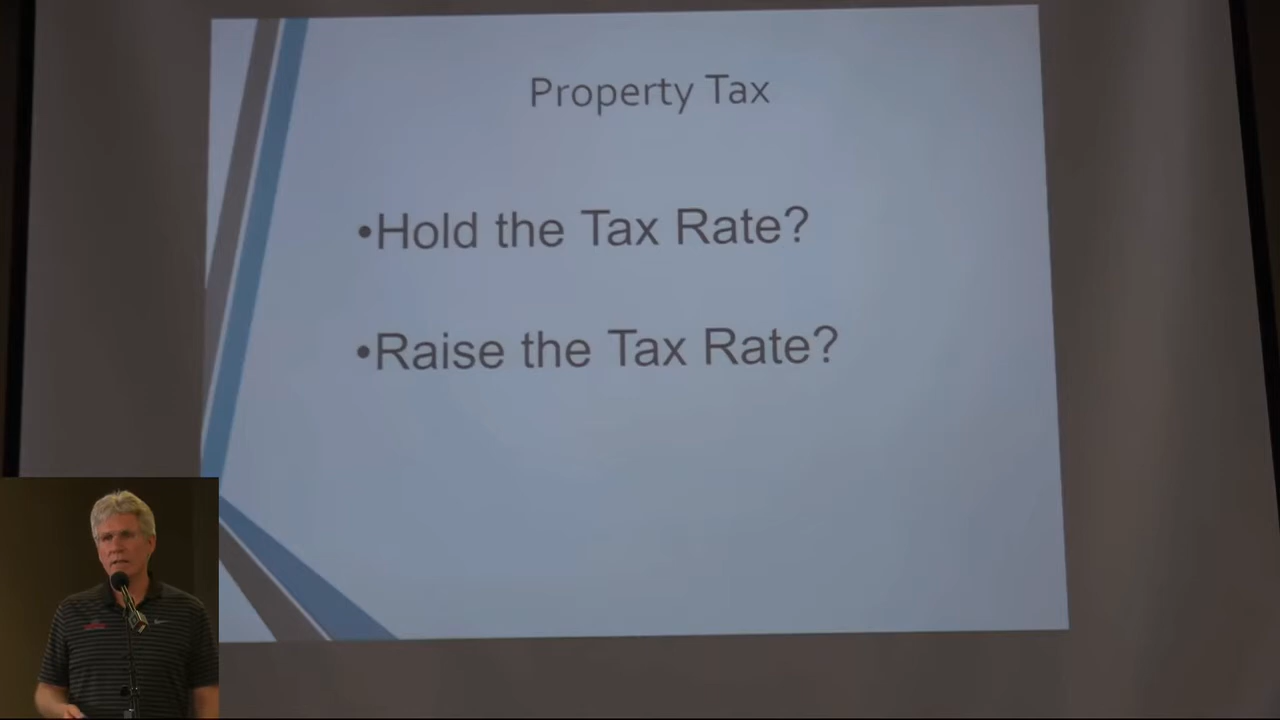 Property Tax
•Hold the Tax Rate?
•Raise the Tax Rate?